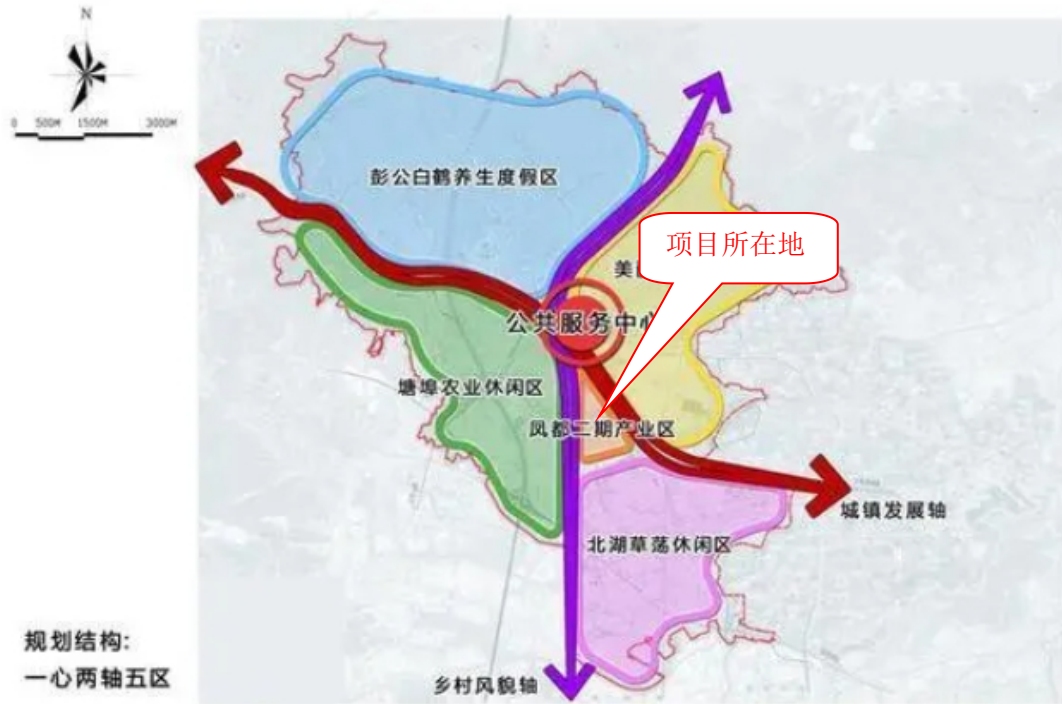 N
0 500M 1500M 3000M
彭公白鹤养生度假区
项目所在地
美
公共服务中心
塘埠农业休闲区
凤都二期产业区
城镇发展轴
北湖草荡休闲区
规划结构:
一心两轴五区
乡村风貌轴